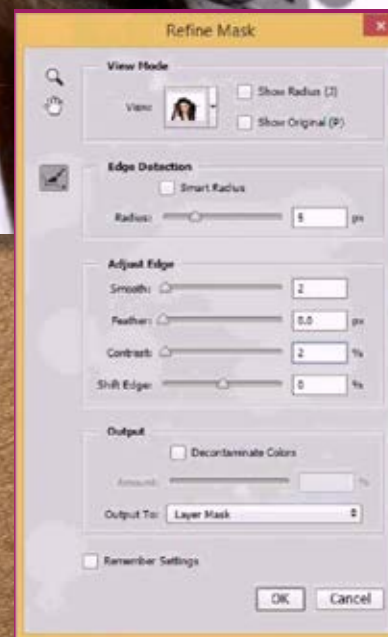 Refine Mask
View Mode
View:
Show Radius (J)
Show Original (P)
Edge Detection
Smart Radius
Radius: 5 px
Adjust Edge
Smooth: 2
Feather: 0.0 px
Contrast: 2 %
Shift Edge: 0 %
Output
Decontaminate Colors
Amount: %
Output To: Layer Mask
Remember Settings
OK Cancel